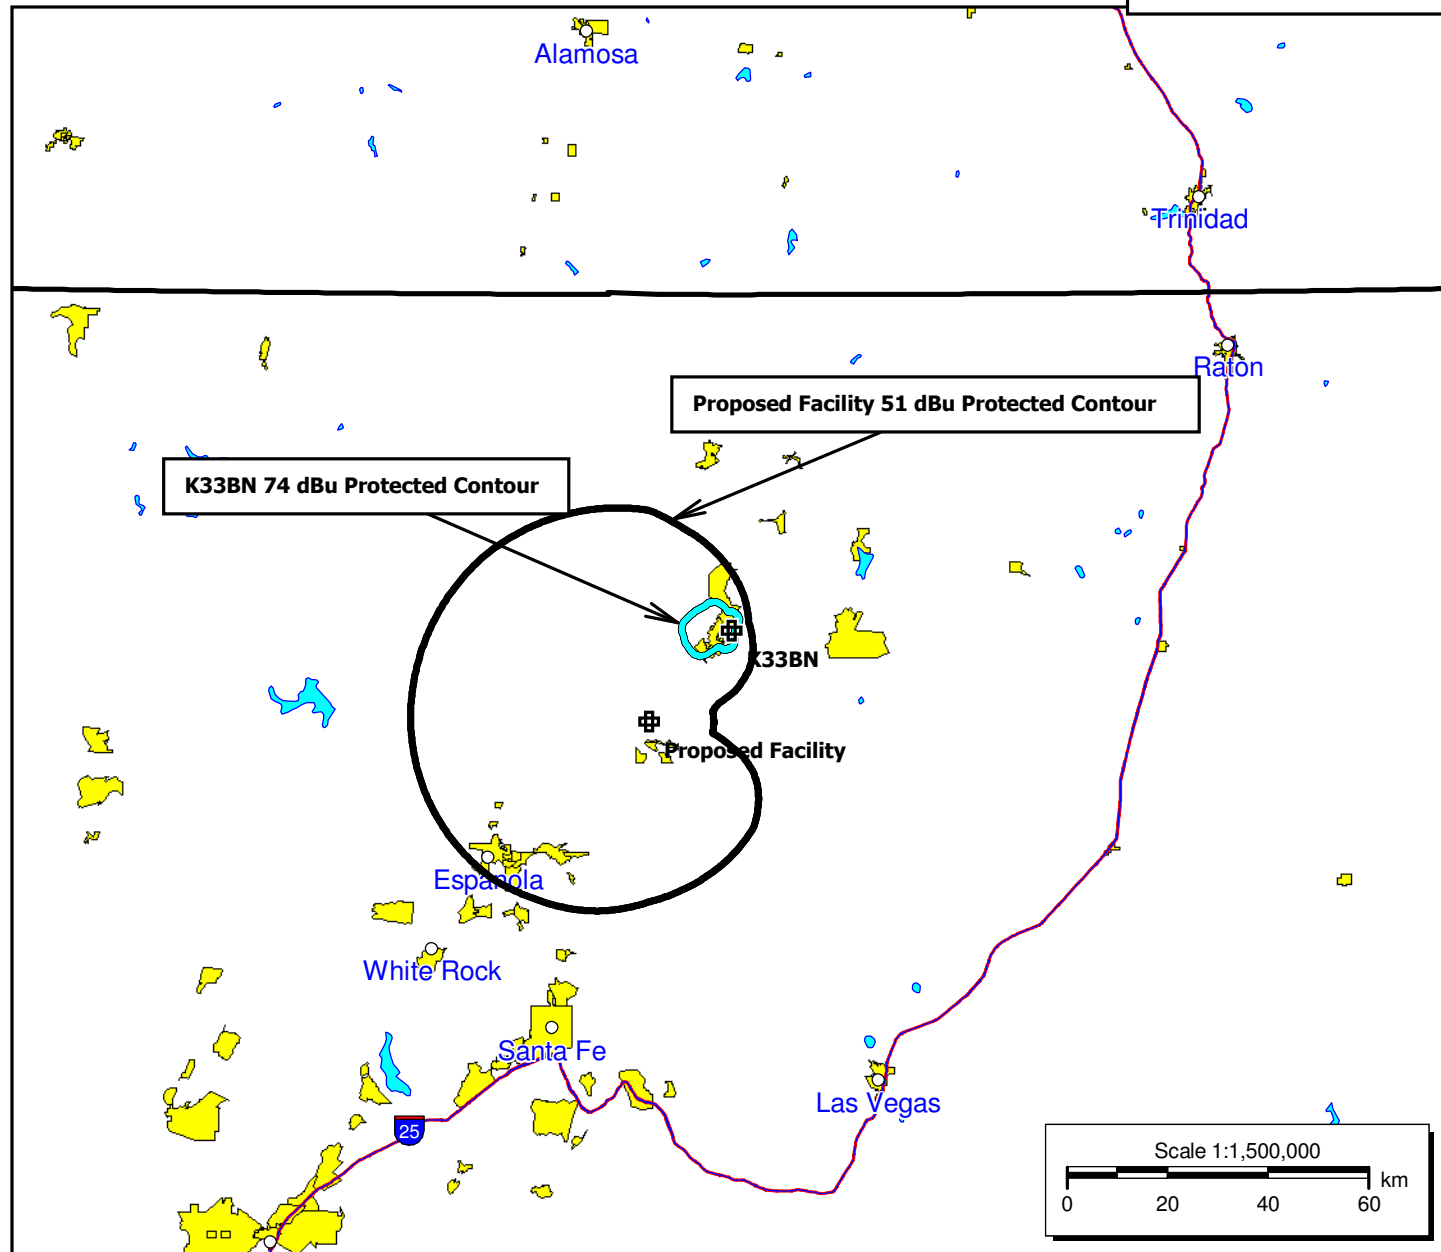 Alamosa
Trinidad
Raton
Proposed Facility 51 dBu Protected Contour
K33BN 74 dBu Protected Contour
K33BN
Proposed Facility
Espanola
White Rock
Santa Fe
Las Vegas
25
Scale 1:1,500,000
km
0 20 40 60